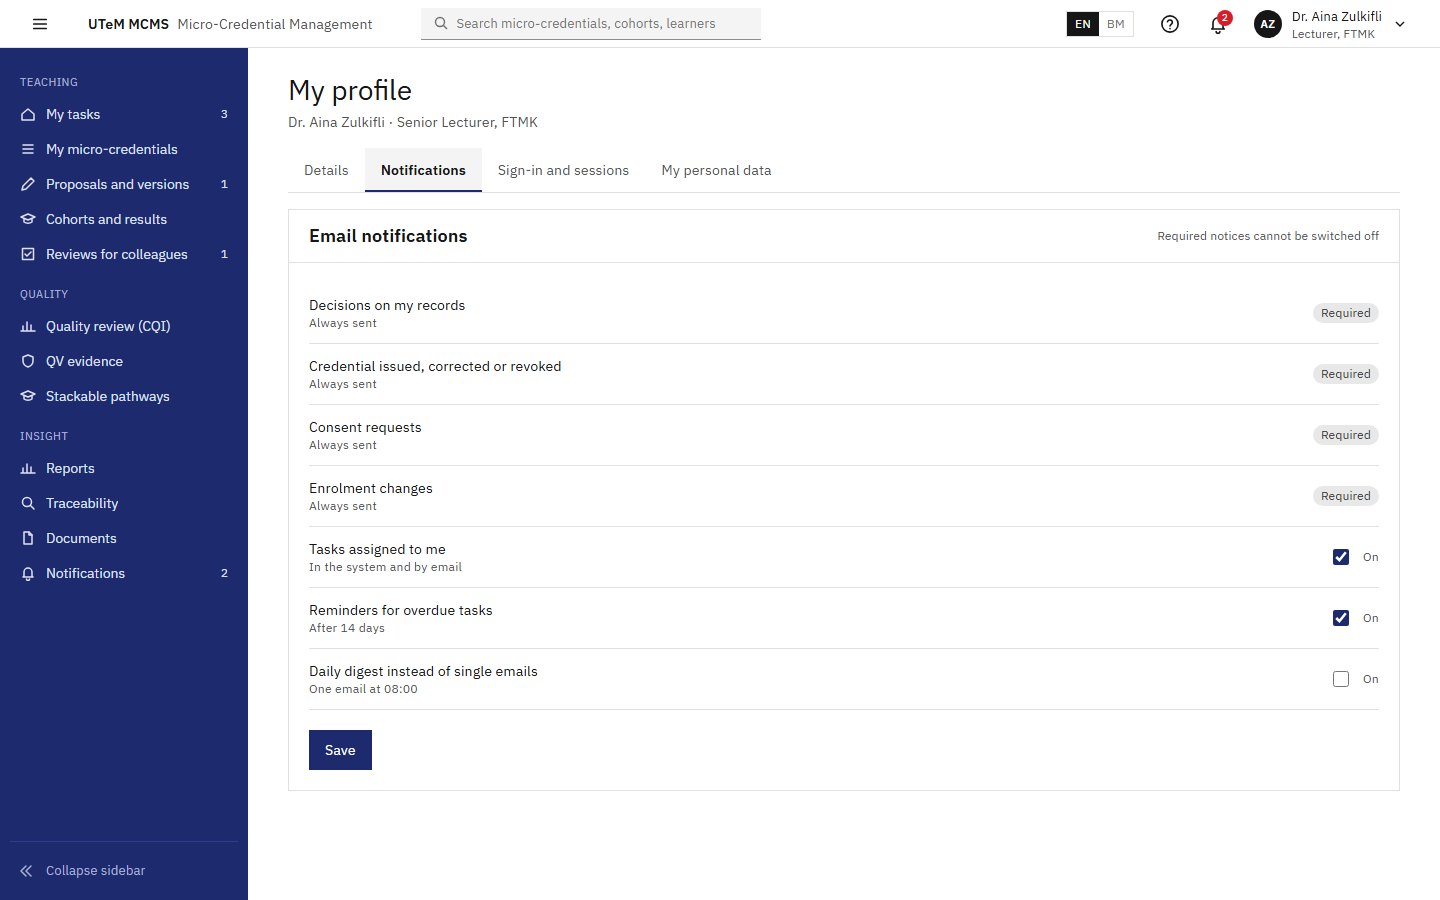 UTeM MCMS Micro-Credential Management
Search micro-credentials, cohorts, learners
EN BM
2
AZ
Dr. Aina Zulkifli
Lecturer, FTMK
TEACHING
My tasks 3
My micro-credentials
Proposals and versions 1
Cohorts and results
Reviews for colleagues 1
QUALITY
Quality review (CQI)
QV evidence
Stackable pathways
INSIGHT
Reports
Traceability
Documents
Notifications 2
Collapse sidebar
My profile
Dr. Aina Zulkifli · Senior Lecturer, FTMK
Details Notifications Sign-in and sessions My personal data
Email notifications Required notices cannot be switched off
Decisions on my records
Always sent
Required
Credential issued, corrected or revoked
Always sent
Required
Consent requests
Always sent
Required
Enrolment changes
Always sent
Required
Tasks assigned to me
In the system and by email
On
Reminders for overdue tasks
After 14 days
On
Daily digest instead of single emails
One email at 08:00
On
Save